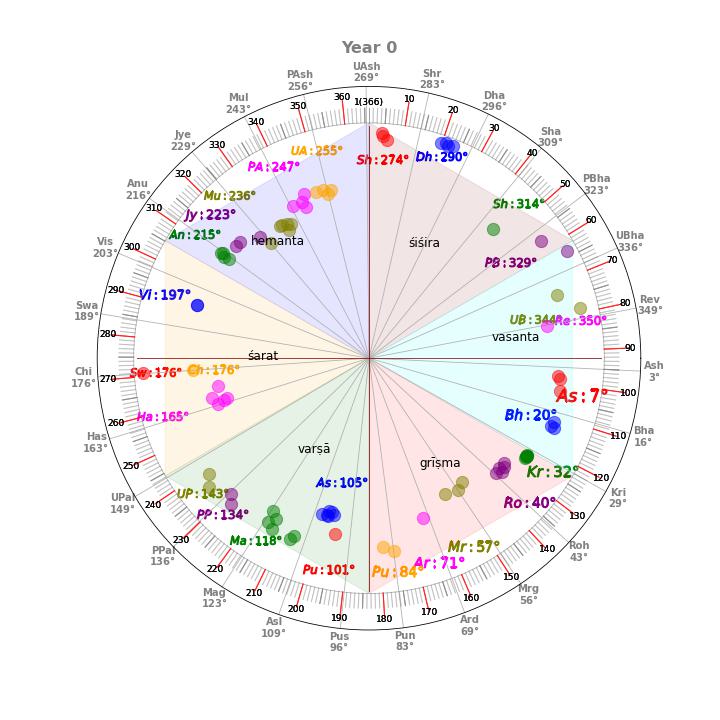 Year 0
UAsh
269°
Shr
283°
Dha
296°
Sha
309°
PBha
323°
UBha
336°
Rev
349°
Ash
3°
Bha
16°
Kri
29°
Roh
43°
Mrg
56°
Ard
69°
Pun
83°
Pus
96°
Asl
109°
Mag
123°
PPal
136°
UPal
149°
Has
163°
Chi
176°
Swa
189°
Vis
203°
Anu
216°
Jye
229°
Mul
243°
PAsh
256°
1(366)
10
20
30
40
50
60
70
80
90
100
110
120
130
140
150
160
170
180
190
200
210
220
230
240
250
260
270
280
290
300
310
320
330
340
350
360
Sh:274°
Dh:290°
Sh:314°
PB:329°
UB:344°
Re:350°
As:7°
Bh:20°
Kr:32°
Ro:40°
Mr:57°
Ar:71°
Pu:84°
Pu:101°
As:105°
Ma:118°
PP:134°
UP:143°
Ha:165°
Ch:176°
Sw:176°
Vi:197°
An:215°
Jy:223°
Mu:236°
PA:247°
UA:255°
hemanta
śiśira
vasanta
grīṣma
varṣā
śarat